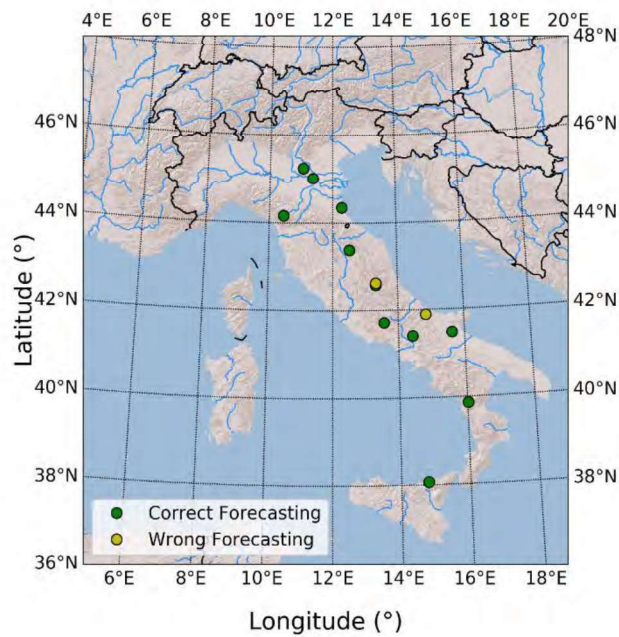 4°E 6°E 8°E 10°E 12°E 14°E 16°E 18°E 20°E
48°N
46°N 46°N
44°N 44°N
42°N 42°N
40°N 40°N
38°N 38°N
36°N
6°E 8°E 10°E 12°E 14°E 16°E 18°E
Latitude (°)
Correct Forecasting
Wrong Forecasting
Longitude (°)